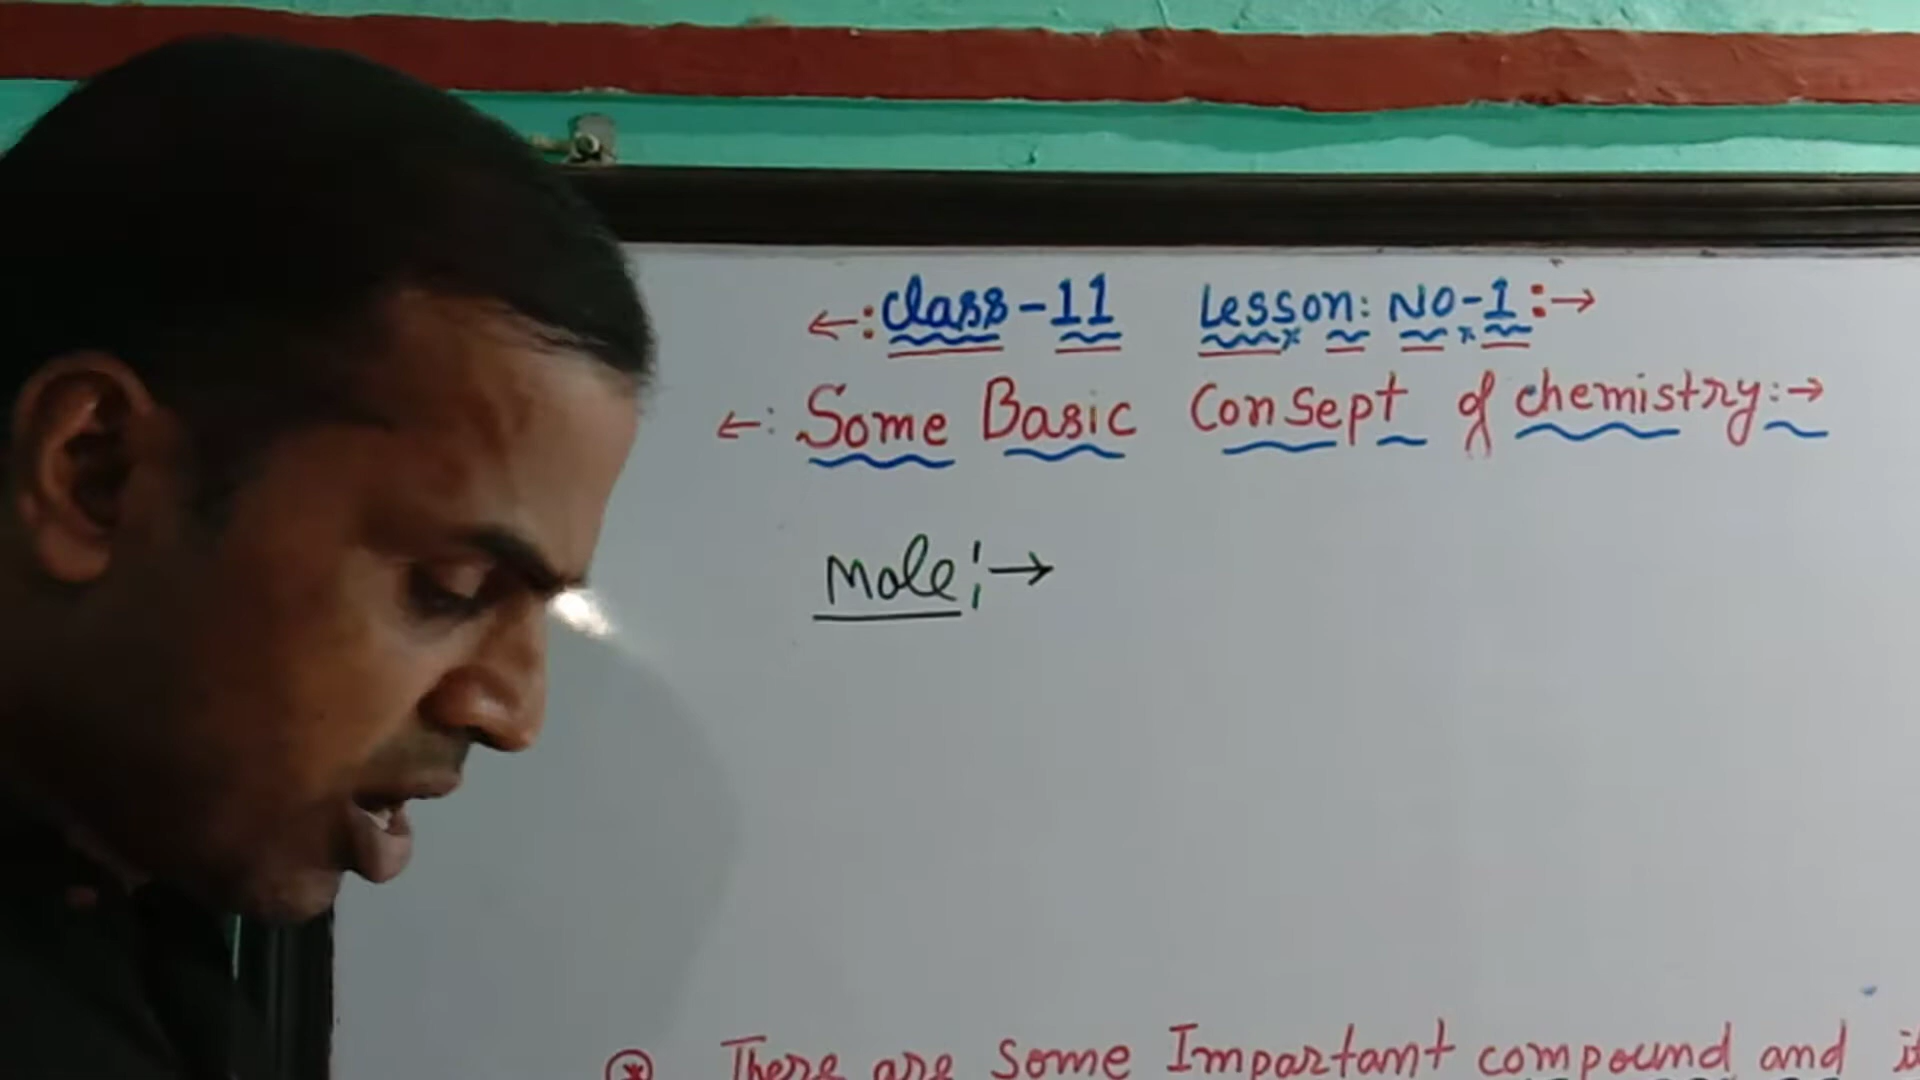 ←:class-11 Lesson: No-1:→
←: Some Basic Consept of chemistry:→
Mole:→
* There are some Impartant compound and